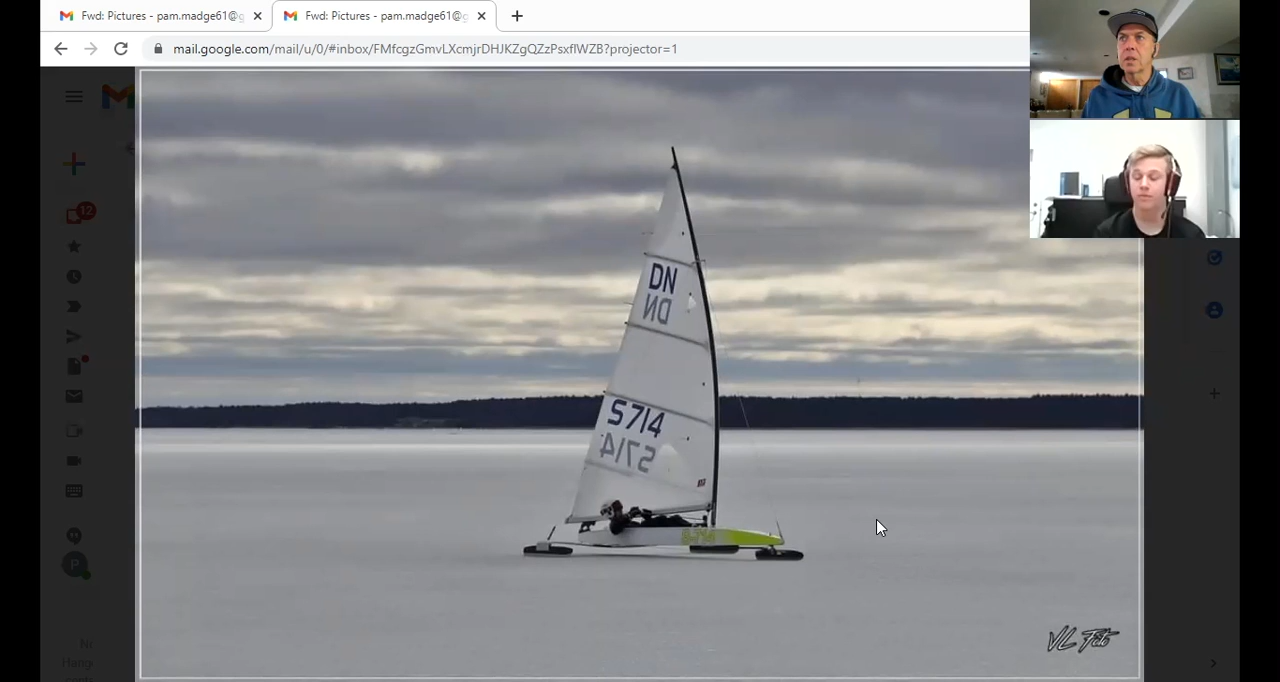 Fwd: Pictures - pam.madge61@g
Fwd: Pictures - pam.madge61@g
mail.google.com/mail/u/0/#inbox/FMfcgzGmvLXcmjrDHJKZgQZzPsxflWZB?projector=1
12
DN
DN
S714
S714
P
VL Foto